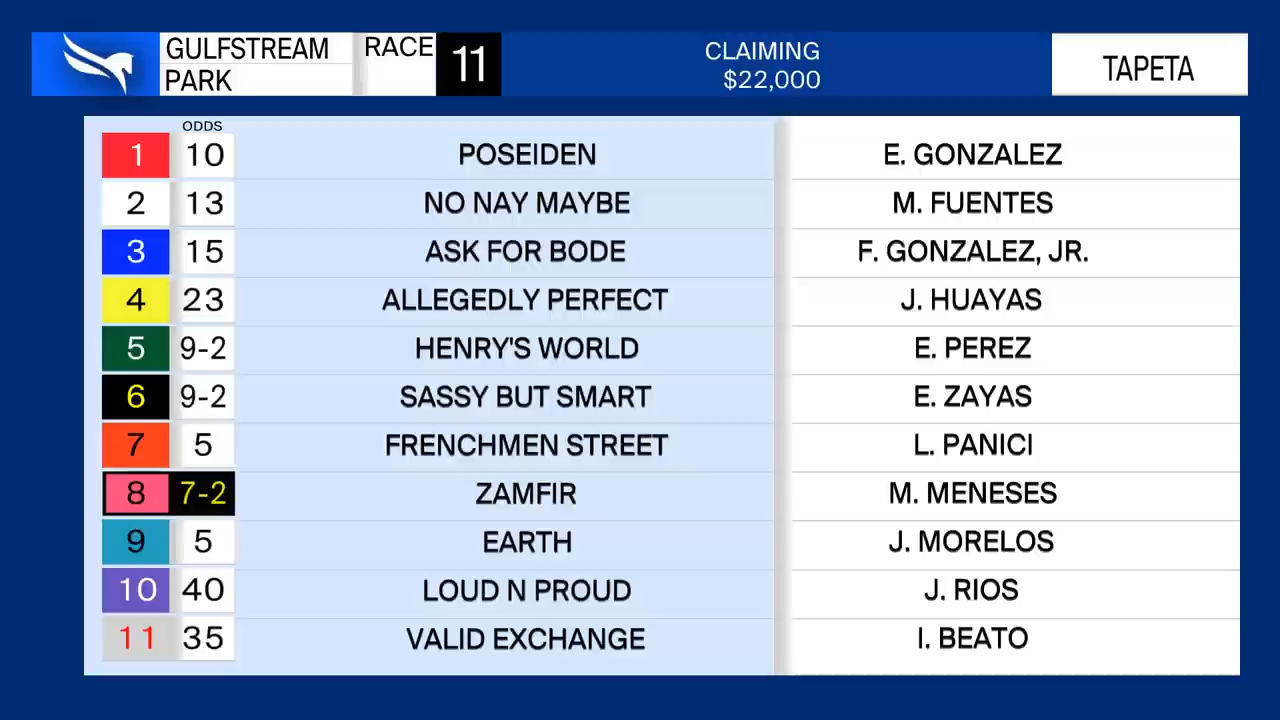 GULFSTREAM
PARK
RACE 11
CLAIMING
$22,000
TAPETA
ODDS
1 10 POSEIDEN E. GONZALEZ
2 13 NO NAY MAYBE M. FUENTES
3 15 ASK FOR BODE F. GONZALEZ, JR.
4 23 ALLEGEDLY PERFECT J. HUAYAS
5 9-2 HENRY'S WORLD E. PEREZ
6 9-2 SASSY BUT SMART E. ZAYAS
7 5 FRENCHMEN STREET L. PANICI
8 7-2 ZAMFIR M. MENESES
9 5 EARTH J. MORELOS
10 40 LOUD N PROUD J. RIOS
11 35 VALID EXCHANGE I. BEATO